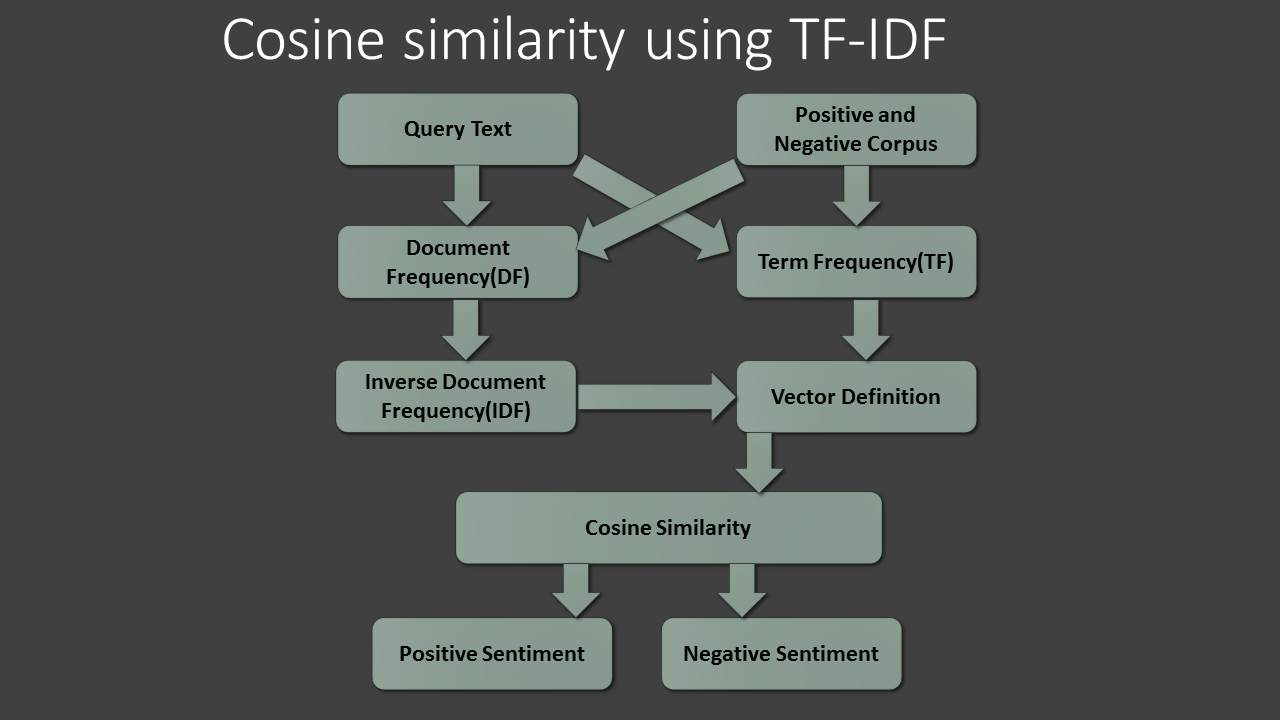 Cosine similarity using TF-IDF
Query Text
Positive and
Negative Corpus
Document
Frequency(DF)
Term Frequency(TF)
Inverse Document
Frequency(IDF)
Vector Definition
Cosine Similarity
Positive Sentiment
Negative Sentiment